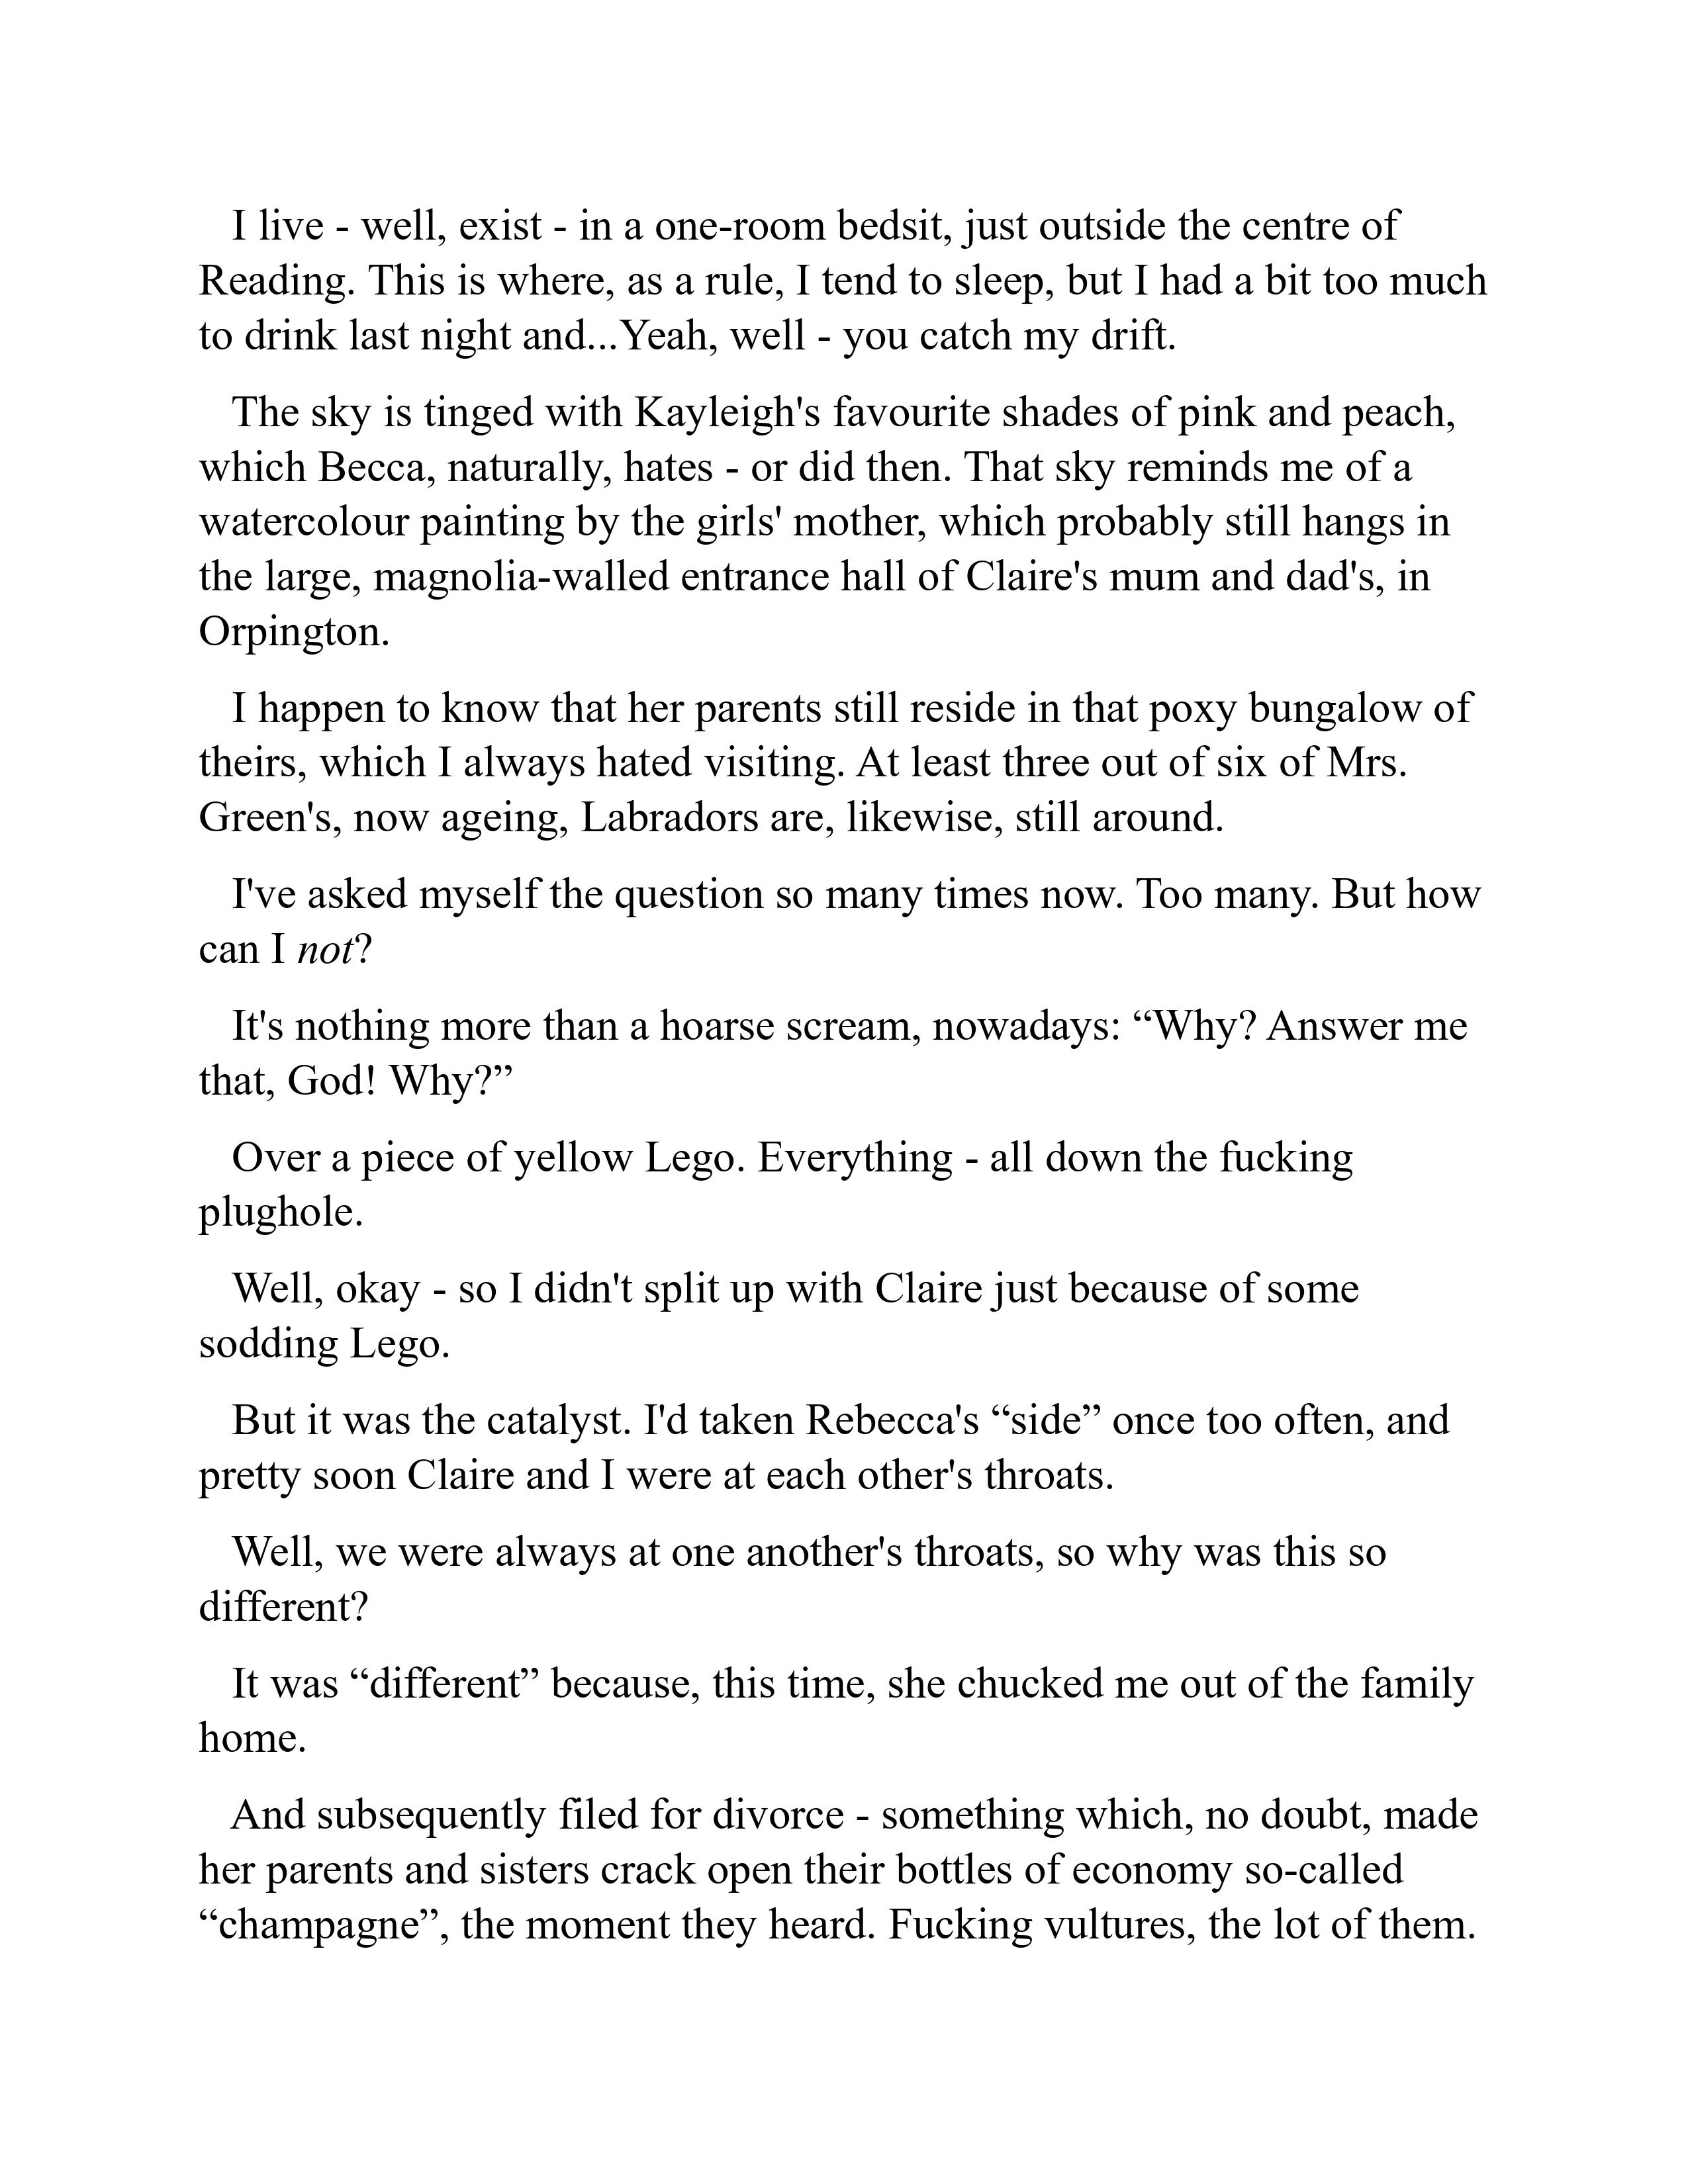 I live - well, exist - in a one-room bedsit, just outside the centre of
Reading. This is where, as a rule, I tend to sleep, but I had a bit too much
to drink last night and...Yeah, well - you catch my drift.
The sky is tinged with Kayleigh's favourite shades of pink and peach,
which Becca, naturally, hates - or did then. That sky reminds me of a
watercolour painting by the girls' mother, which probably still hangs in
the large, magnolia-walled entrance hall of Claire's mum and dad's, in
Orpington.
I happen to know that her parents still reside in that poxy bungalow of
theirs, which I always hated visiting. At least three out of six of Mrs.
Green's, now ageing, Labradors are, likewise, still around.
I've asked myself the question so many times now. Too many. But how
can I not?
It's nothing more than a hoarse scream, nowadays: “Why? Answer me
that, God! Why?”
Over a piece of yellow Lego. Everything - all down the fucking
plughole.
Well, okay - so I didn't split up with Claire just because of some
sodding Lego.
But it was the catalyst. I'd taken Rebecca's “side” once too often, and
pretty soon Claire and I were at each other's throats.
Well, we were always at one another's throats, so why was this so
different?
It was “different” because, this time, she chucked me out of the family
home.
And subsequently filed for divorce - something which, no doubt, made
her parents and sisters crack open their bottles of economy so-called
“champagne”, the moment they heard. Fucking vultures, the lot of them.